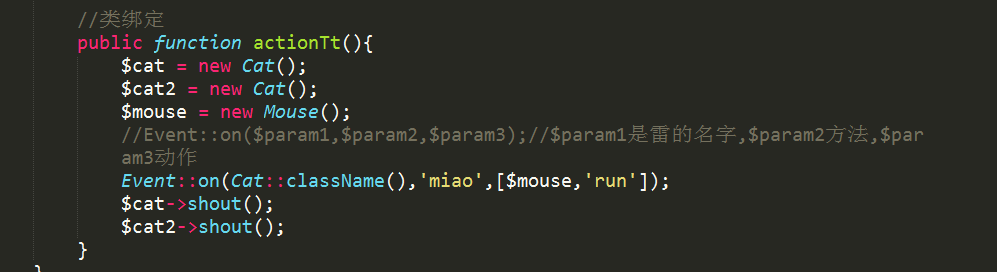 //类绑定
public function actionTt(){
$cat = new Cat();
$cat2 = new Cat();
$mouse = new Mouse();
//Event::on($param1,$param2,$param3);//$param1是雷的名字,$param2方法,$par
am3动作
Event::on(Cat::className(),'miao',[$mouse,'run']);
$cat->shout();
$cat2->shout();
}
}